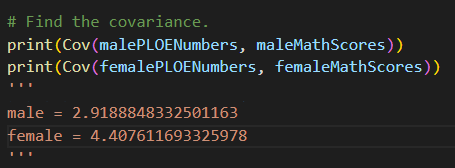 # Find the covariance.
print(Cov(malePLOENumbers, maleMathScores))
print(Cov(femalePLOENumbers, femaleMathScores))
'''
male = 2.9188848332501163
female = 4.407611693325978
'''